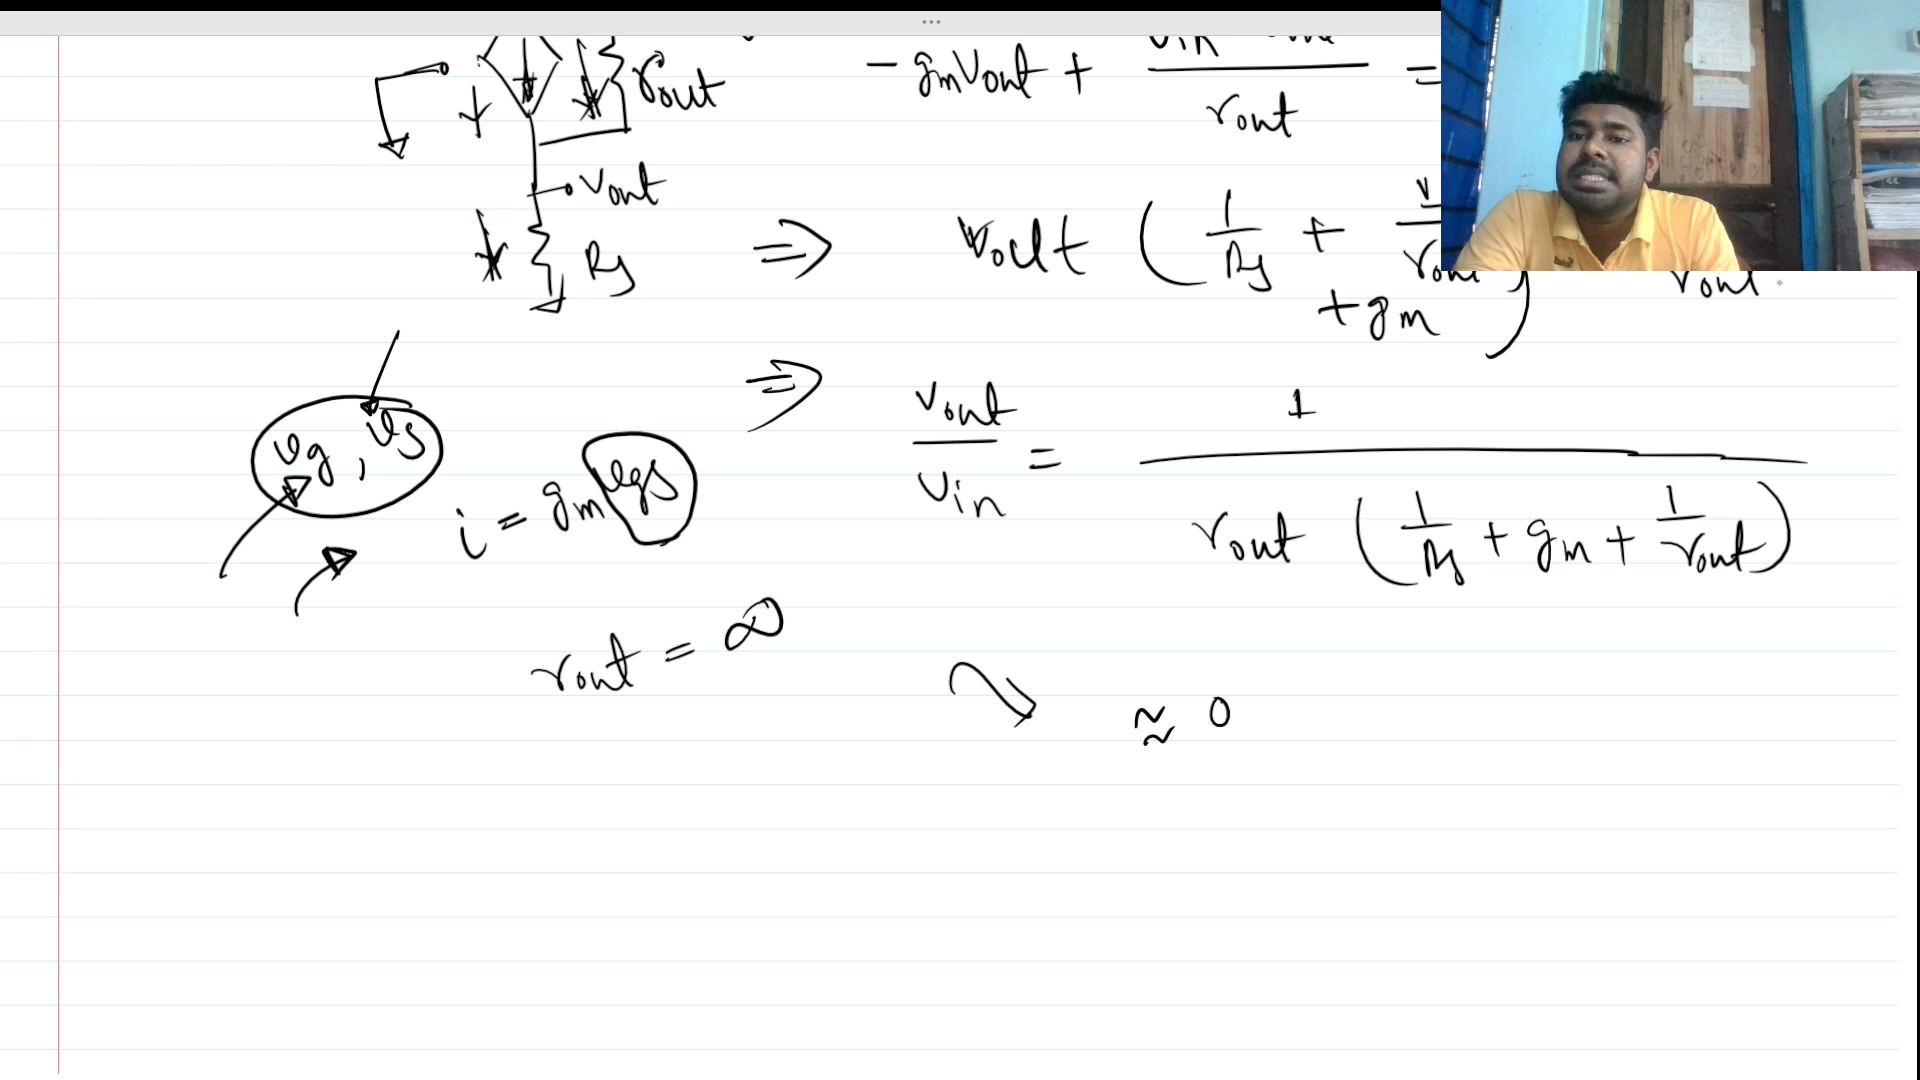 rout
- gmVout + / rout =
Vout
Rs
⇒ Vout ( 1/Rs + + gm ) rout
⇒ Vout/Vin = 1 / rout ( 1/Rs + gm + 1/rout )
vg, vs
i = gm vgs
rout = ∞
≈ 0